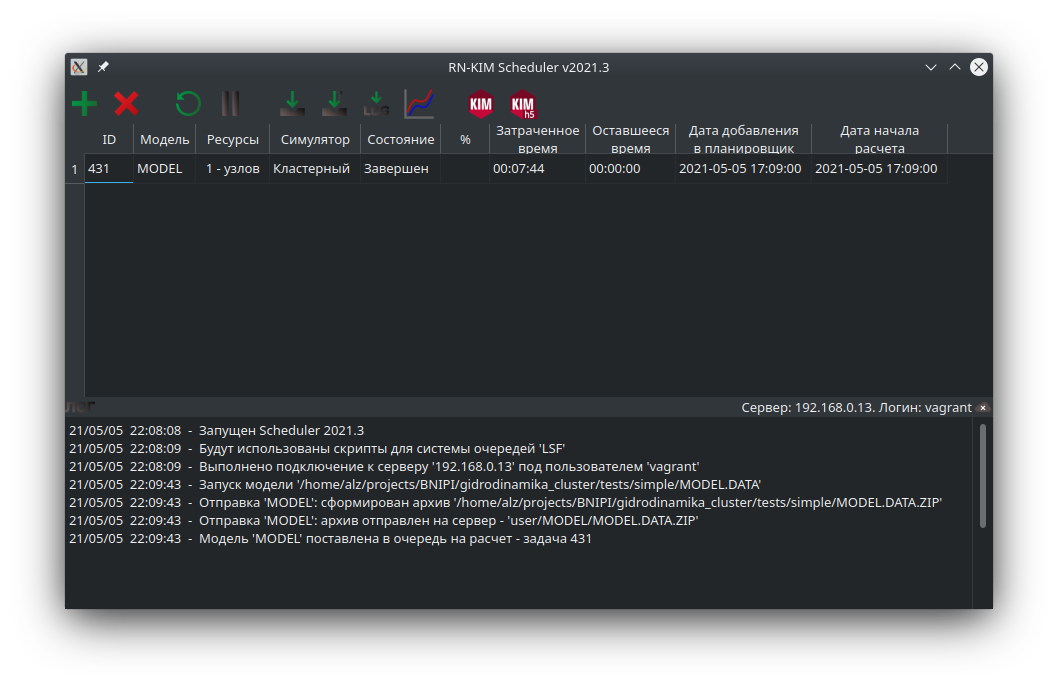 RN-KIM Scheduler v2021.3
LOG
KIM
KIM
h5
ID Модель Ресурсы Симулятор Состояние % Затраченное время Оставшееся время Дата добавления в планировщик Дата начала расчета
1 431 MODEL 1 - узлов Кластерный Завершен 00:07:44 00:00:00 2021-05-05 17:09:00 2021-05-05 17:09:00
Лог
Сервер: 192.168.0.13. Логин: vagrant
21/05/05 22:08:08 - Запущен Scheduler 2021.3
21/05/05 22:08:09 - Будут использованы скрипты для системы очередей 'LSF'
21/05/05 22:08:09 - Выполнено подключение к серверу '192.168.0.13' под пользователем 'vagrant'
21/05/05 22:09:43 - Запуск модели '/home/alz/projects/BNIPI/gidrodinamika_cluster/tests/simple/MODEL.DATA'
21/05/05 22:09:43 - Отправка 'MODEL': сформирован архив '/home/alz/projects/BNIPI/gidrodinamika_cluster/tests/simple/MODEL.DATA.ZIP'
21/05/05 22:09:43 - Отправка 'MODEL': архив отправлен на сервер - 'user/MODEL/MODEL.DATA.ZIP'
21/05/05 22:09:43 - Модель 'MODEL' поставлена в очередь на расчет - задача 431